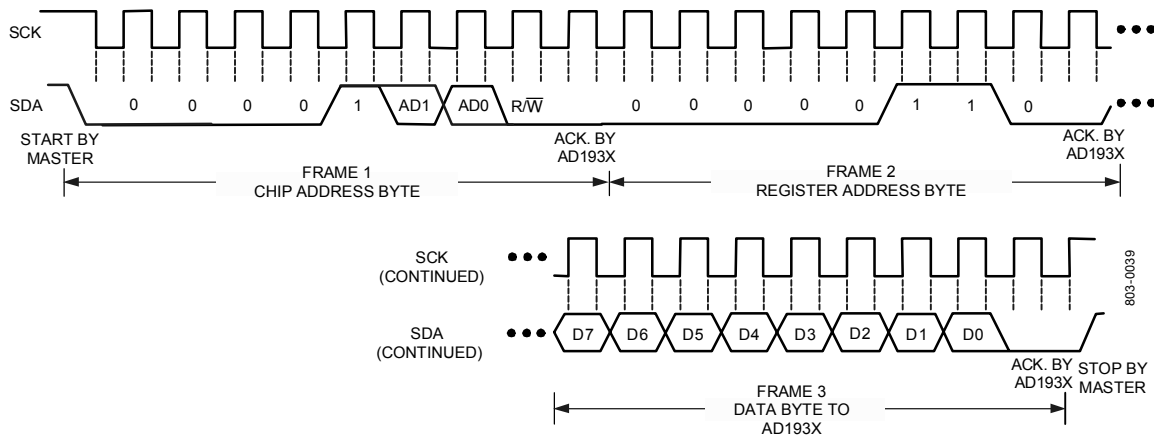 SCK
SDA
0 0 0 0 1 AD1 AD0 R/W̅ 0 0 0 0 0 1 1 0
START BY
MASTER
ACK. BY
AD193X
ACK. BY
AD193X
FRAME 1
CHIP ADDRESS BYTE
FRAME 2
REGISTER ADDRESS BYTE
SCK
(CONTINUED)
SDA
(CONTINUED)
D7 D6 D5 D4 D3 D2 D1 D0
ACK. BY
AD193X
STOP BY
MASTER
FRAME 3
DATA BYTE TO
AD193X
803-0039